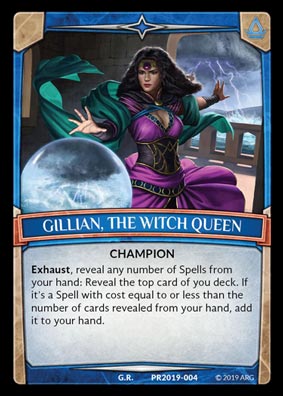 GILLIAN, THE WITCH QUEEN
CHAMPION
Exhaust, reveal any number of Spells from
your hand: Reveal the top card of you deck. If
it's a Spell with cost equal to or less than the
number of cards revealed from your hand, add
it to your hand.
G.R. PR2019-004 © 2019 ARG